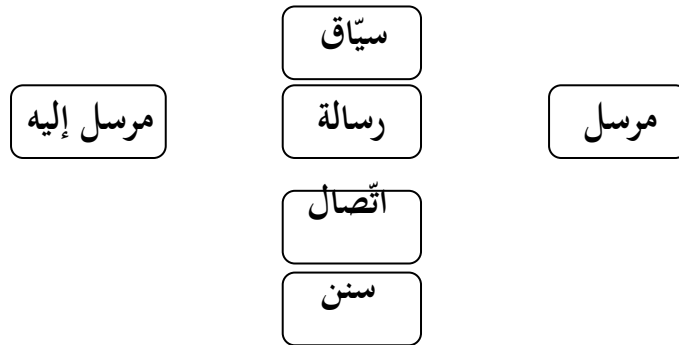 سيّاق
مرسل رسالة مرسل إليه
اتّصال
سنن